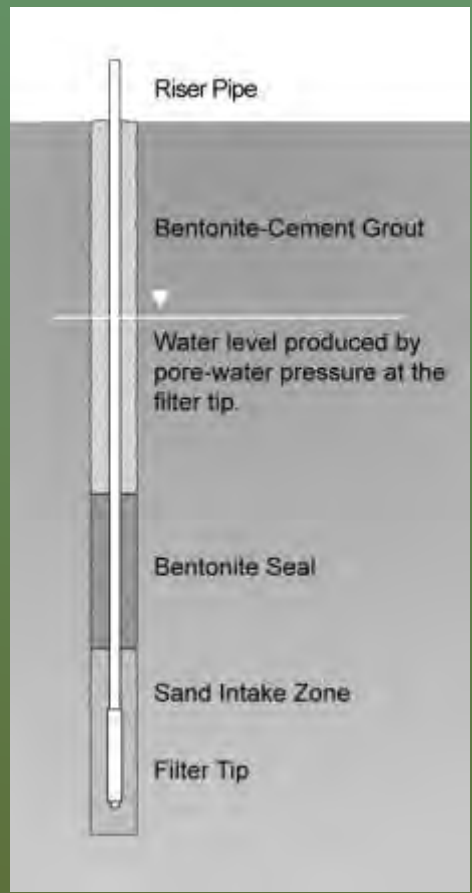 Riser Pipe
Bentonite-Cement Grout
Water level produced by
pore-water pressure at the
filter tip.
Bentonite Seal
Sand Intake Zone
Filter Tip